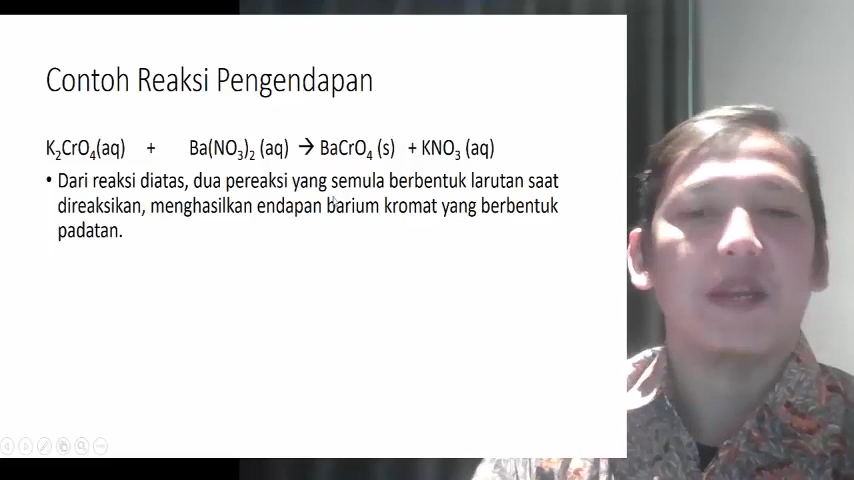 Contoh Reaksi Pengendapan
K₂CrO₄(aq) + Ba(NO₃)₂ (aq) → BaCrO₄ (s) + KNO₃ (aq)
• Dari reaksi diatas, dua pereaksi yang semula berbentuk larutan saat
direaksikan, menghasilkan endapan barium kromat yang berbentuk
padatan.